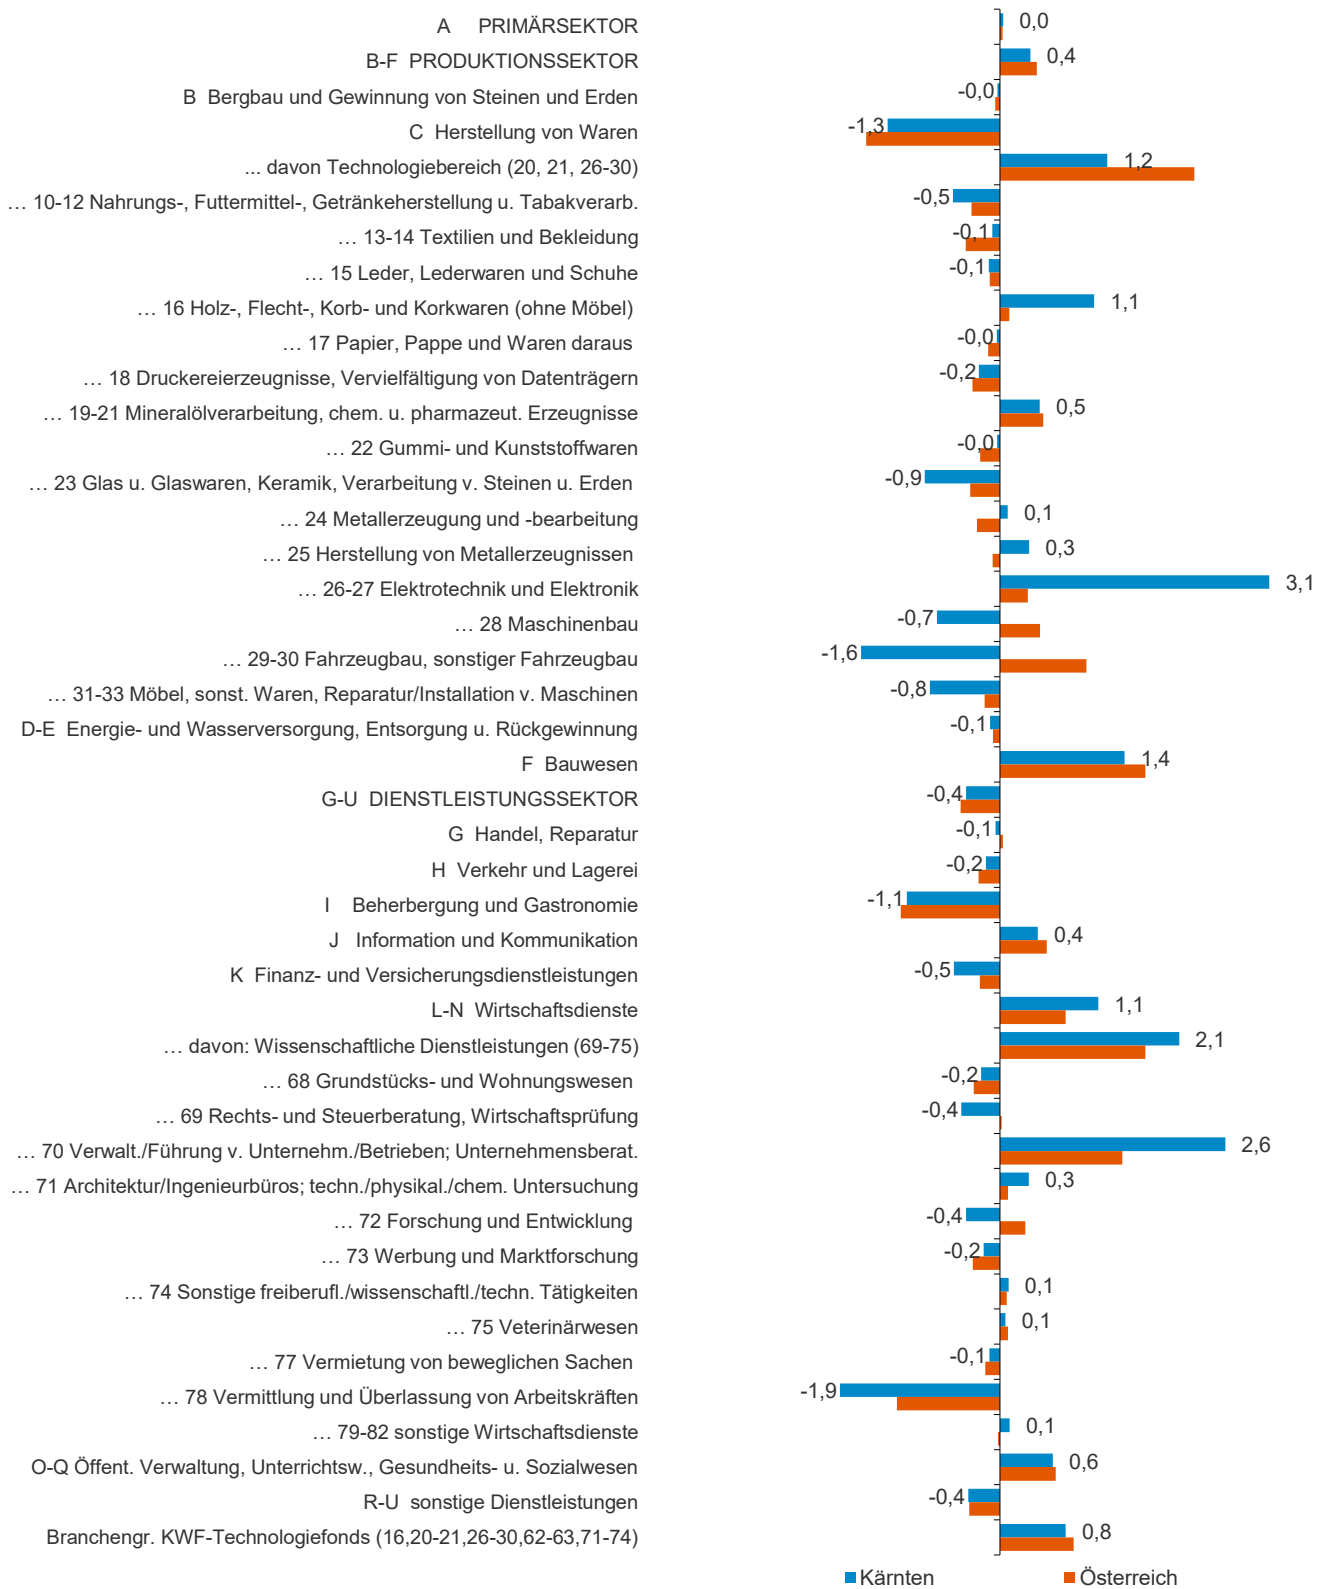 A PRIMÄRSEKTOR 0,0
B-F PRODUKTIONSSEKTOR 0,4
B Bergbau und Gewinnung von Steinen und Erden -0,0
C Herstellung von Waren -1,3
... davon Technologiebereich (20, 21, 26-30) 1,2
… 10-12 Nahrungs-, Futtermittel-, Getränkeherstellung u. Tabakverarb. -0,5
… 13-14 Textilien und Bekleidung -0,1
… 15 Leder, Lederwaren und Schuhe -0,1
… 16 Holz-, Flecht-, Korb- und Korkwaren (ohne Möbel) 1,1
… 17 Papier, Pappe und Waren daraus -0,0
… 18 Druckereierzeugnisse, Vervielfältigung von Datenträgern -0,2
… 19-21 Mineralölverarbeitung, chem. u. pharmazeut. Erzeugnisse 0,5
… 22 Gummi- und Kunststoffwaren -0,0
… 23 Glas u. Glaswaren, Keramik, Verarbeitung v. Steinen u. Erden -0,9
… 24 Metallerzeugung und -bearbeitung 0,1
… 25 Herstellung von Metallerzeugnissen 0,3
… 26-27 Elektrotechnik und Elektronik 3,1
… 28 Maschinenbau -0,7
… 29-30 Fahrzeugbau, sonstiger Fahrzeugbau -1,6
… 31-33 Möbel, sonst. Waren, Reparatur/Installation v. Maschinen -0,8
D-E Energie- und Wasserversorgung, Entsorgung u. Rückgewinnung -0,1
F Bauwesen 1,4
G-U DIENSTLEISTUNGSSEKTOR -0,4
G Handel, Reparatur -0,1
H Verkehr und Lagerei -0,2
I Beherbergung und Gastronomie -1,1
J Information und Kommunikation 0,4
K Finanz- und Versicherungsdienstleistungen -0,5
L-N Wirtschaftsdienste 1,1
… davon: Wissenschaftliche Dienstleistungen (69-75) 2,1
… 68 Grundstücks- und Wohnungswesen -0,2
… 69 Rechts- und Steuerberatung, Wirtschaftsprüfung -0,4
… 70 Verwalt./Führung v. Unternehm./Betrieben; Unternehmensberat. 2,6
… 71 Architektur/Ingenieurbüros; techn./physikal./chem. Untersuchung 0,3
… 72 Forschung und Entwicklung -0,4
… 73 Werbung und Marktforschung -0,2
… 74 Sonstige freiberufl./wissenschaftl./techn. Tätigkeiten 0,1
… 75 Veterinärwesen 0,1
… 77 Vermietung von beweglichen Sachen -0,1
… 78 Vermittlung und Überlassung von Arbeitskräften -1,9
… 79-82 sonstige Wirtschaftsdienste 0,1
O-Q Öffent. Verwaltung, Unterrichtsw., Gesundheits- u. Sozialwesen 0,6
R-U sonstige Dienstleistungen -0,4
Branchengr. KWF-Technologiefonds (16,20-21,26-30,62-63,71-74) 0,8
Kärnten Österreich